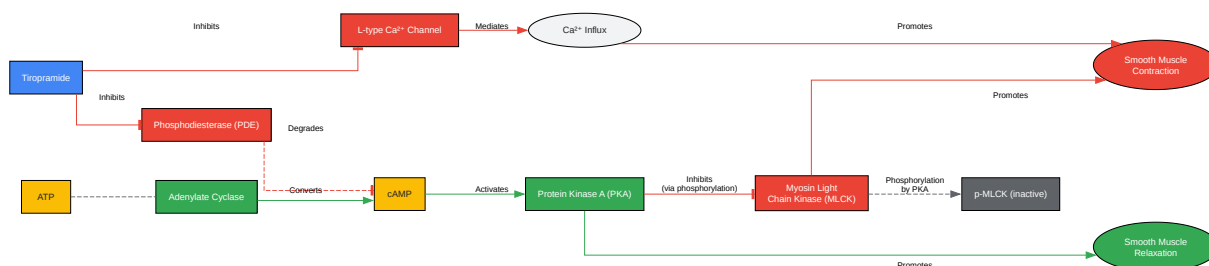 Inhibits
L-type Ca²⁺ Channel
Mediates
Ca²⁺ Influx
Promotes
Smooth Muscle
Contraction
Tiropramide
Inhibits
Promotes
Phosphodiesterase (PDE)
Degrades
ATP
Adenylate Cyclase
Converts
cAMP
Activates
Protein Kinase A (PKA)
Inhibits
(via phosphorylation)
Myosin Light
Chain Kinase (MLCK)
Phosphorylation
by PKA
p-MLCK (inactive)
Smooth Muscle
Relaxation
Promotes